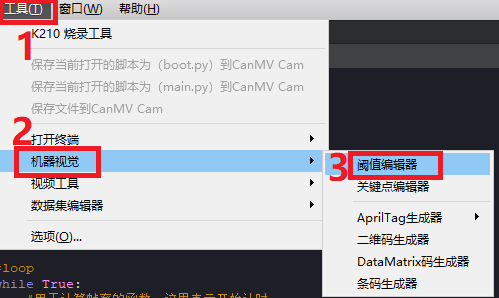 工具(T) 窗口(W) 帮助(H)
1
K210 烧录工具
保存当前打开的脚本为（boot.py）到CanMV Cam
保存当前打开的脚本为（main.py）到CanMV Cam
保存文件到CanMV Cam
2
打开终端
机器视觉
3
阈值编辑器
视频工具
关键点编辑器
数据集编辑器
AprilTag生成器
二维码生成器
选项(O)...
DataMatrix码生成器
=loop
while True:
条码生成器